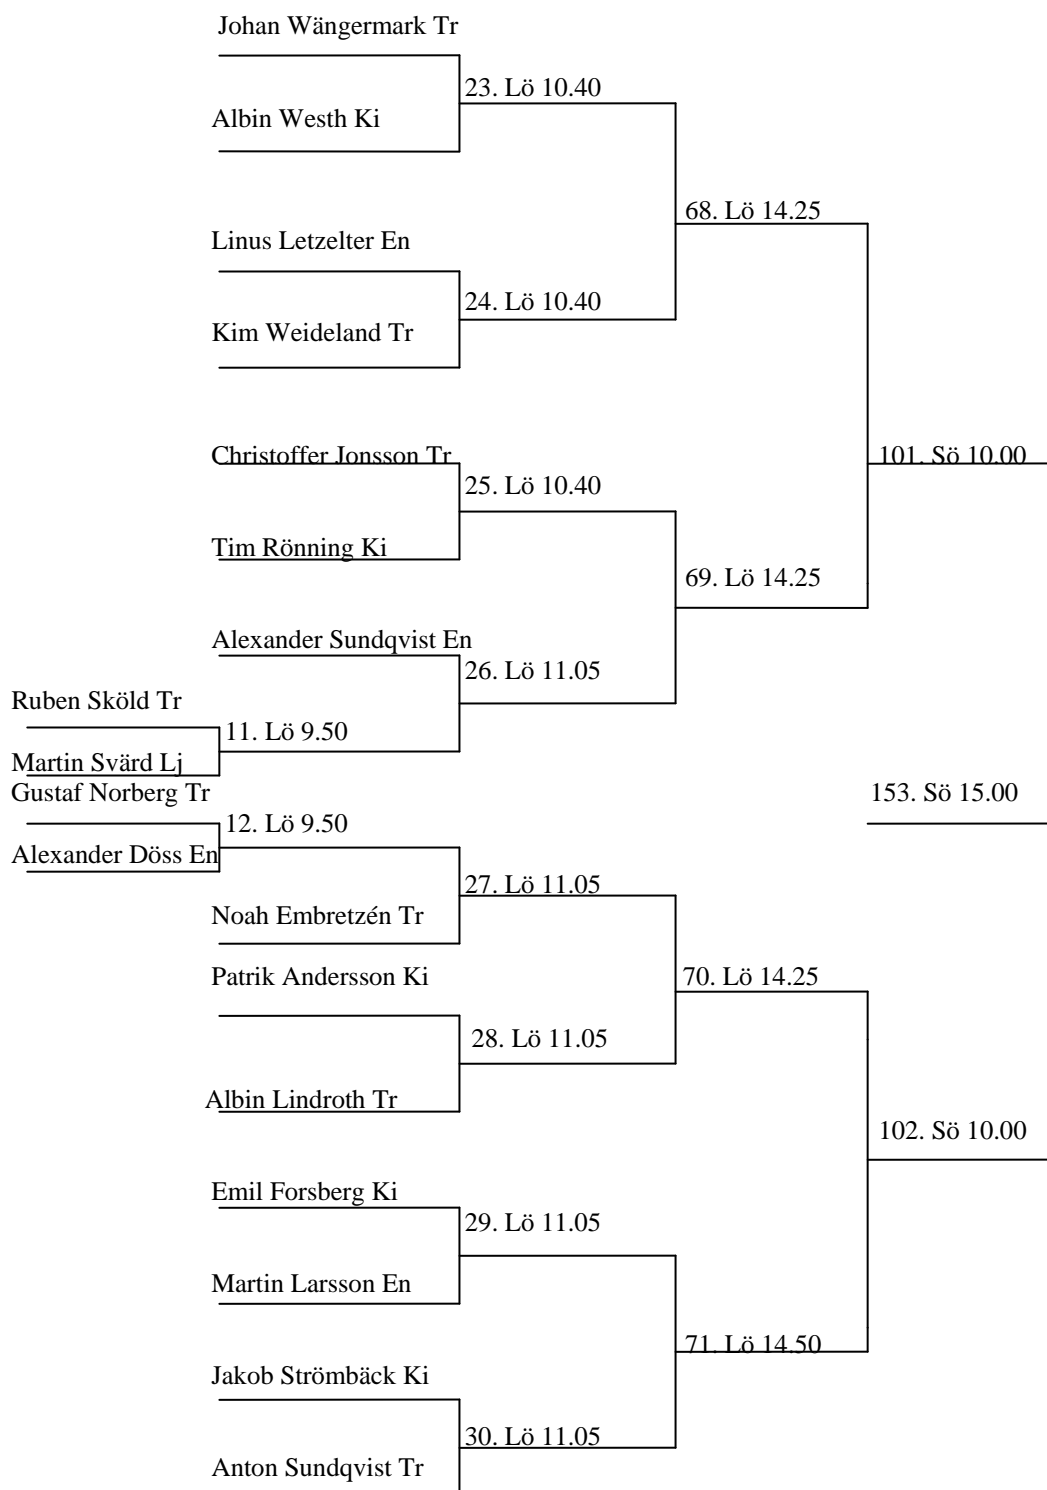 Johan Wängermark Tr
23. Lö 10.40
Albin Westh Ki
68. Lö 14.25
Linus Letzelter En
24. Lö 10.40
Kim Weideland Tr
Christoffer Jonsson Tr
101. Sö 10.00
25. Lö 10.40
Tim Rönning Ki
69. Lö 14.25
Alexander Sundqvist En
26. Lö 11.05
Ruben Sköld Tr
11. Lö 9.50
Martin Svärd Lj
Gustaf Norberg Tr
153. Sö 15.00
12. Lö 9.50
Alexander Döss En
27. Lö 11.05
Noah Embretzén Tr
Patrik Andersson Ki
70. Lö 14.25
28. Lö 11.05
Albin Lindroth Tr
102. Sö 10.00
Emil Forsberg Ki
29. Lö 11.05
Martin Larsson En
71. Lö 14.50
Jakob Strömbäck Ki
30. Lö 11.05
Anton Sundqvist Tr